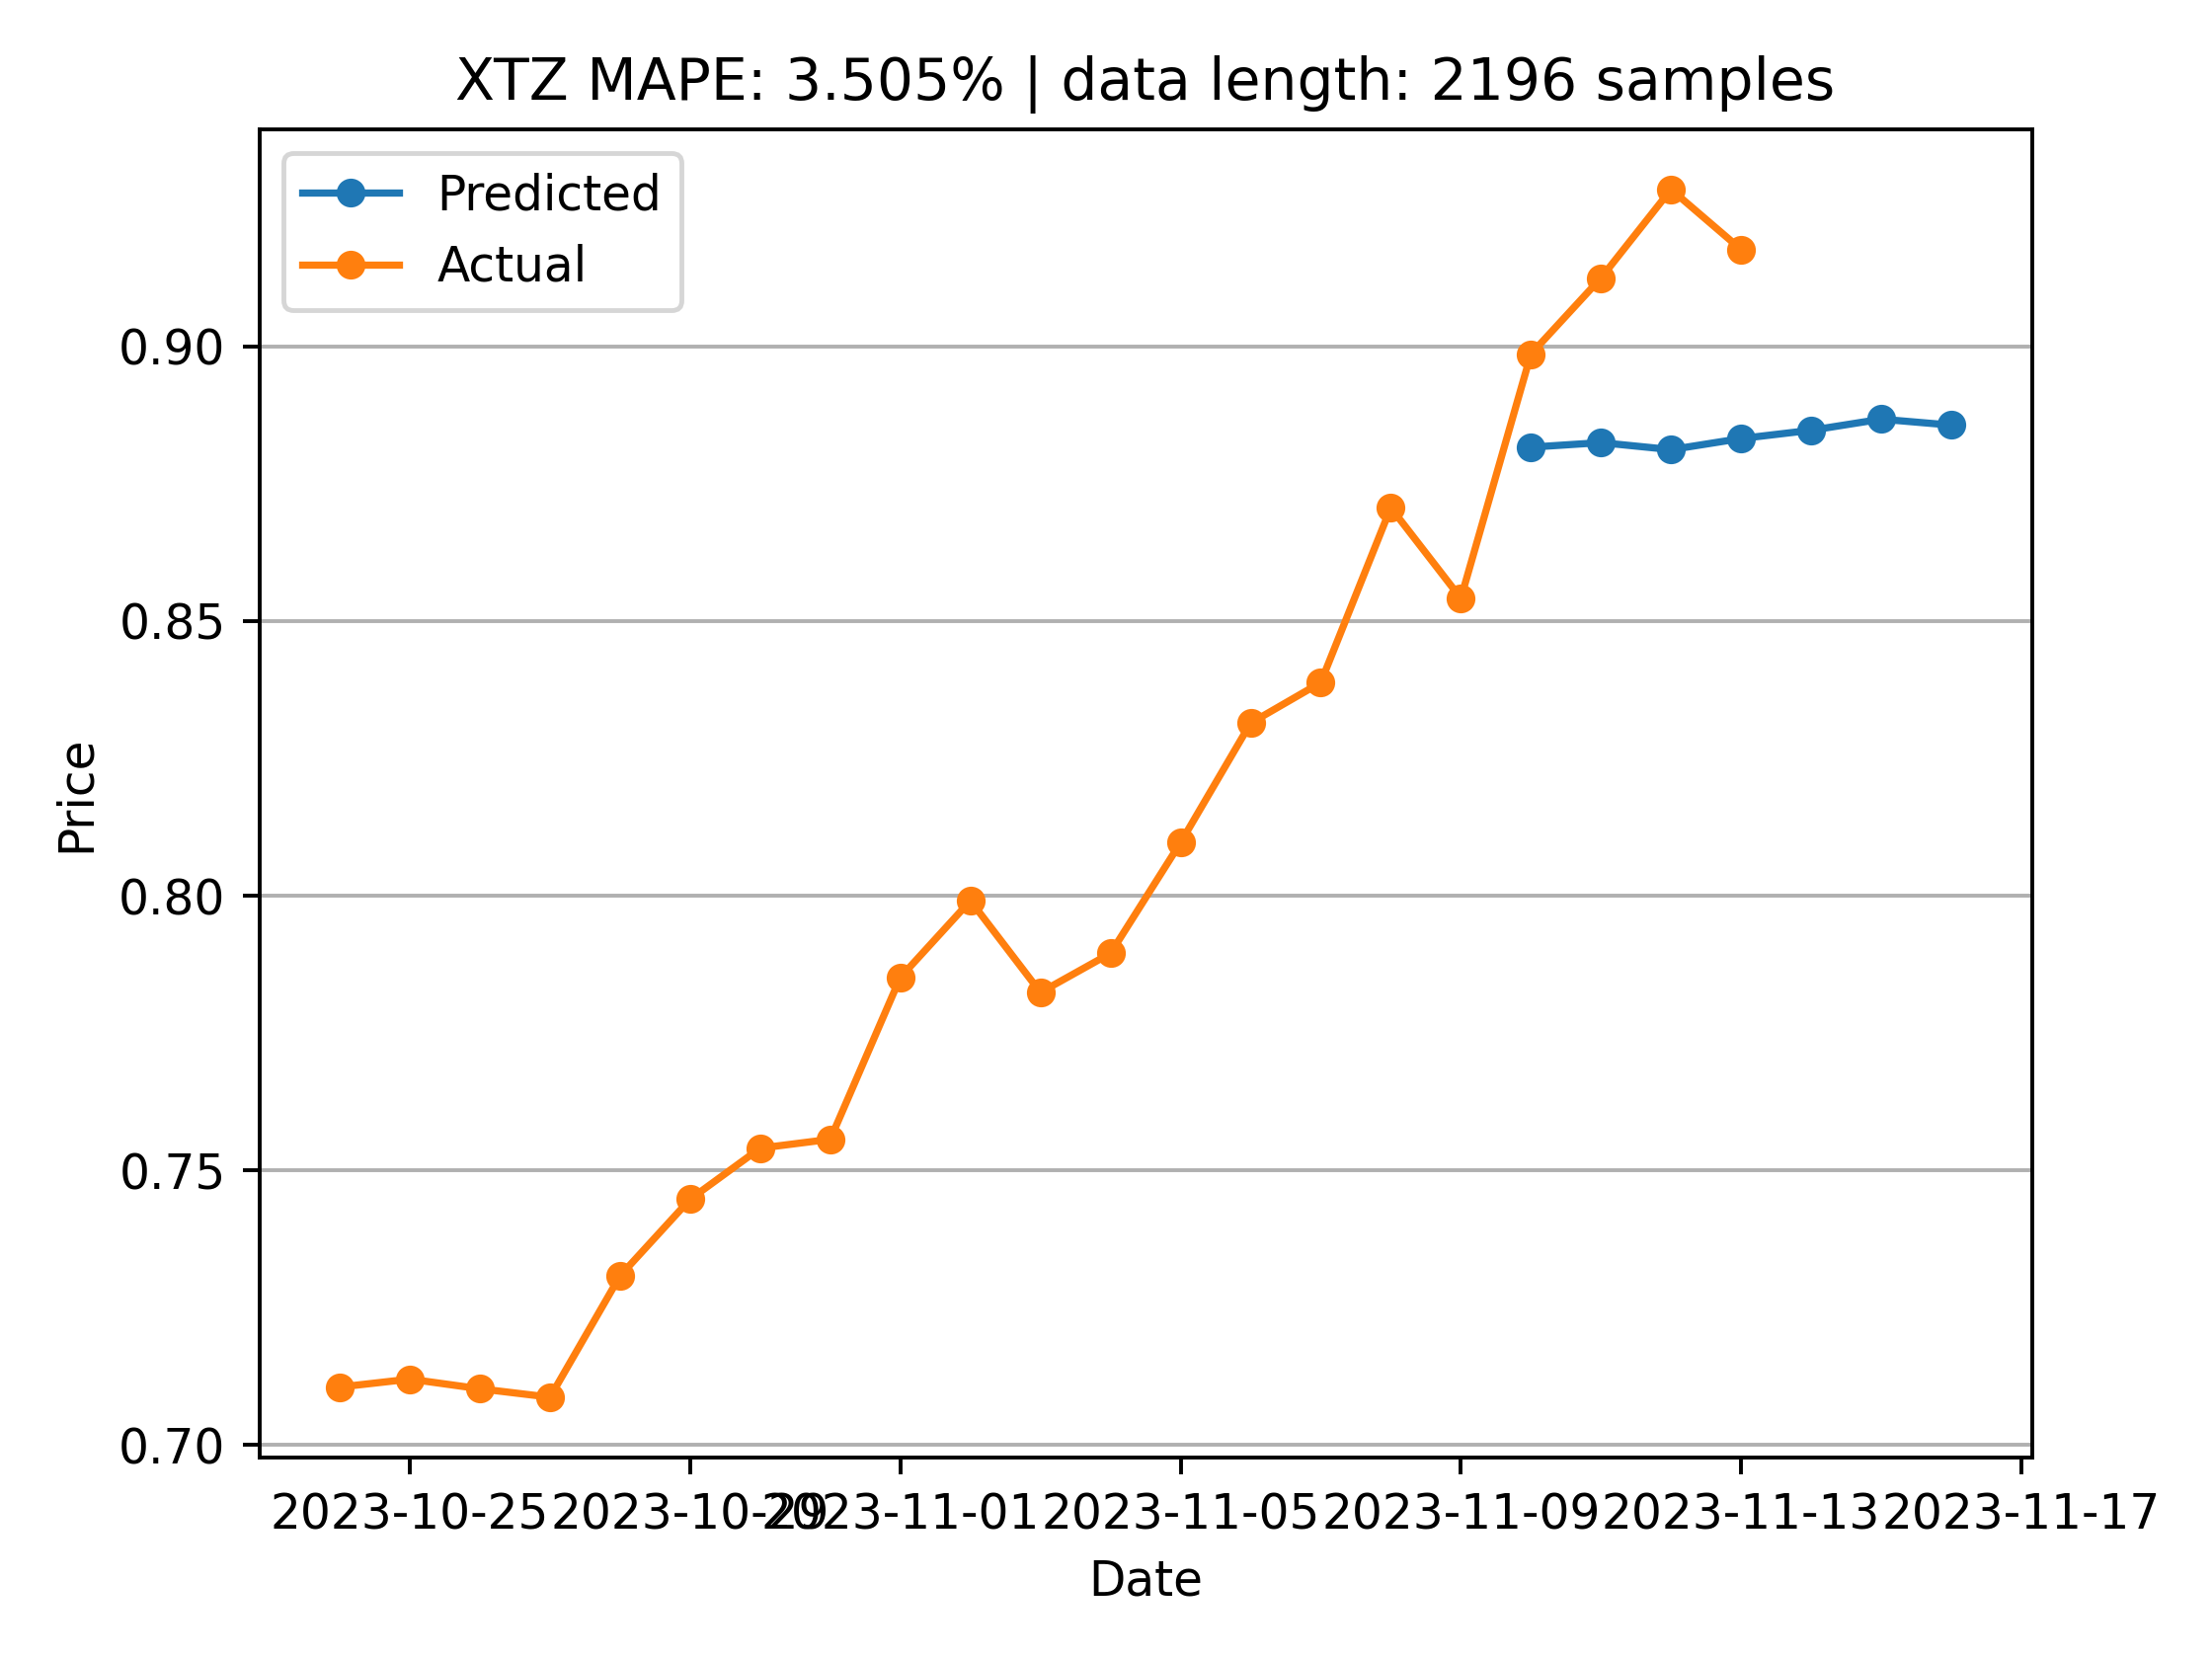 XTZ MAPE: 3.505% | data length: 2196 samples
Predicted
Actual
0.90
0.85
0.80
0.75
0.70
Price
2023-10-25 2023-10-29 2023-11-01 2023-11-05 2023-11-09 2023-11-13 2023-11-17
Date